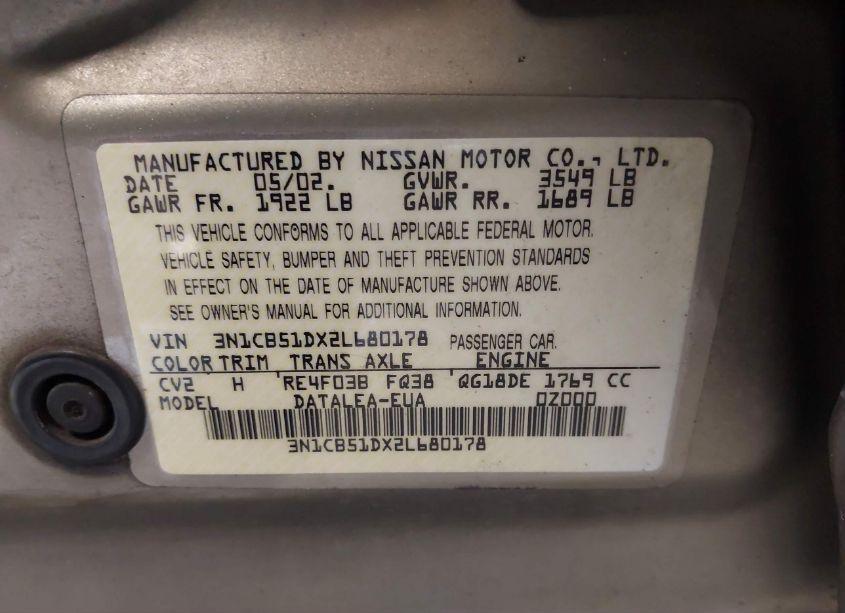 MANUFACTURED BY NISSAN MOTOR CO., LTD.
DATE 05/02. GVWR. 3549 LB
GAWR FR. 1922 LB GAWR RR. 1689 LB
THIS VEHICLE CONFORMS TO ALL APPLICABLE FEDERAL MOTOR.
VEHICLE SAFETY, BUMPER AND THEFT PREVENTION STANDARDS
IN EFFECT ON THE DATE OF MANUFACTURE SHOWN ABOVE.
SEE OWNER'S MANUAL FOR ADDITIONAL INFORMATION.
VIN 3N1CB51DX2L680178 PASSENGER CAR.
COLOR TRIM TRANS AXLE ENGINE
CV2 H 'RE4F03B FQ38 'QG18DE 1769 CC
MODEL DATALEA-EUA 0Z000
3N1CB51DX2L680178